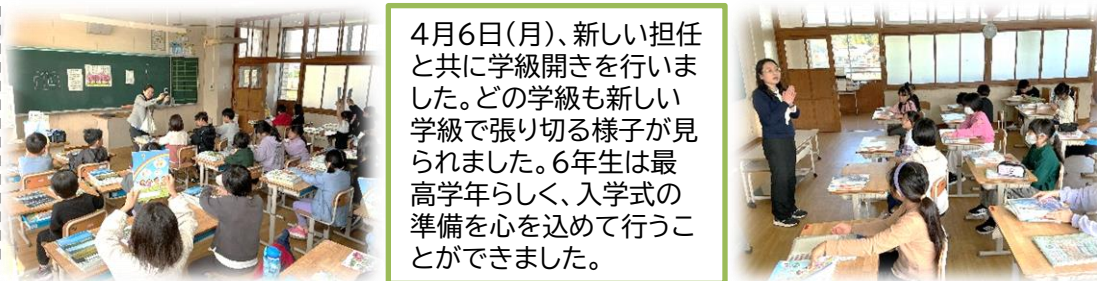 4月6日(月)、新しい担任
と共に学級開きを行いま
した。どの学級も新しい
学級で張り切る様子が見
られました。6年生は最
高学年らしく、入学式の
準備を心を込めて行うこ
とができました。